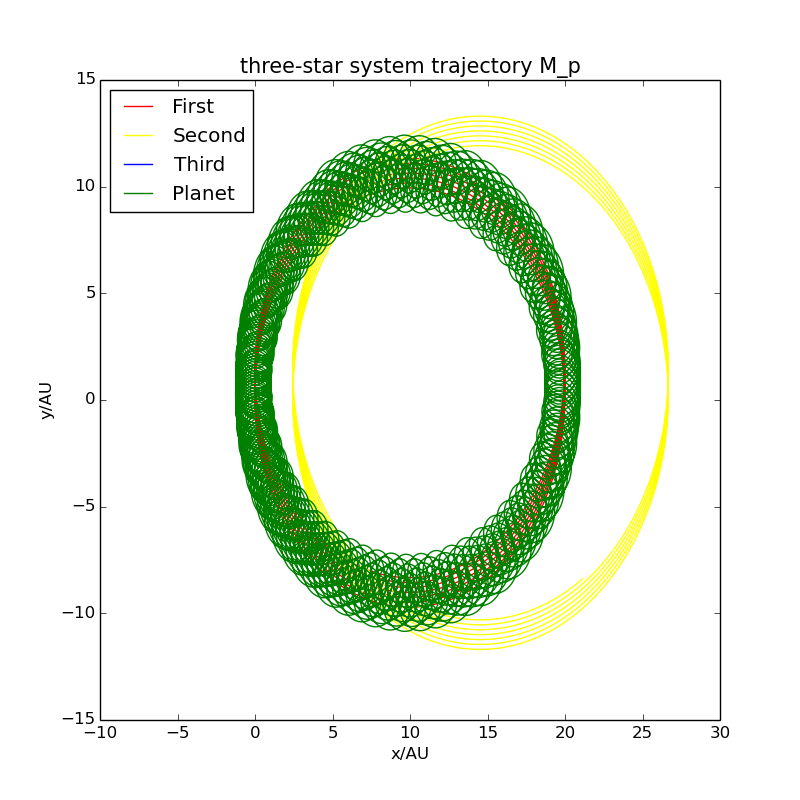 three-star system trajectory M_p
15
First
Second
Third
Planet
10
5
0
−5
−10
−15
−10 −5 0 5 10 15 20 25 30
y/AU
x/AU